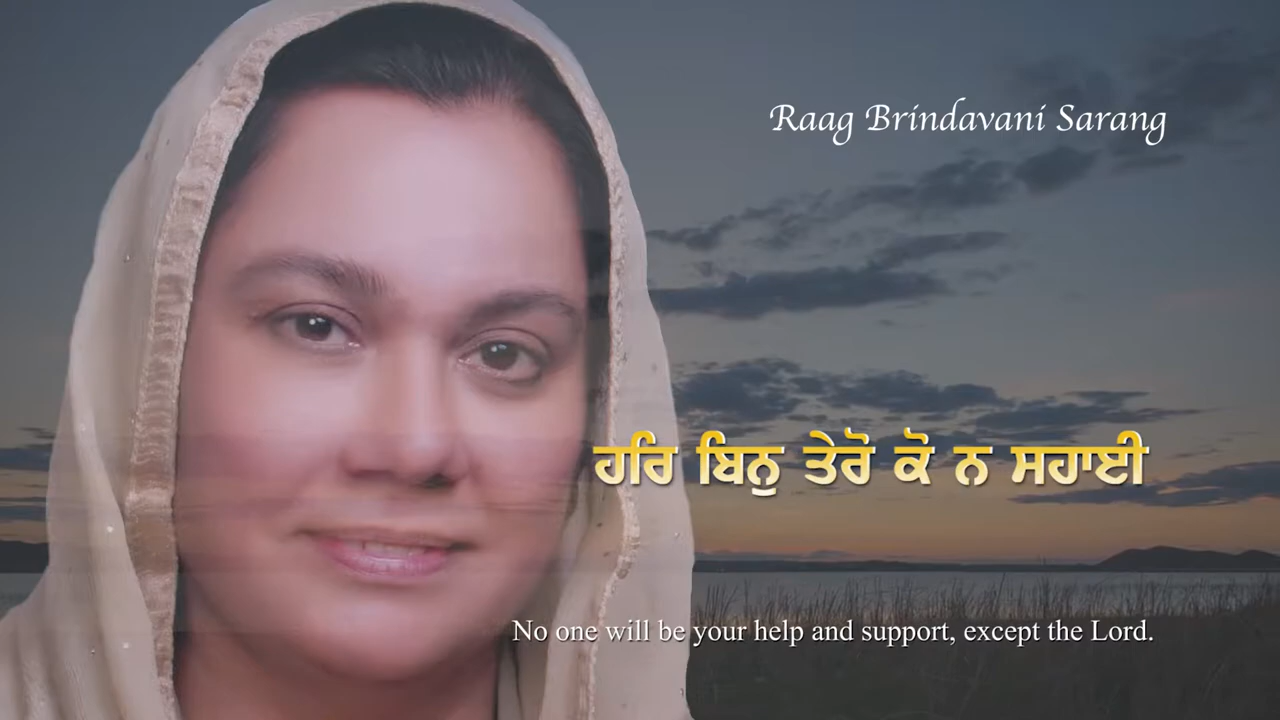 Raag Brindavani Sarang
ਹਰਿ ਬਿਨੁ ਤੇਰੋ ਕੋ ਨ ਸਹਾਈ
No one will be your help and support, except the Lord.